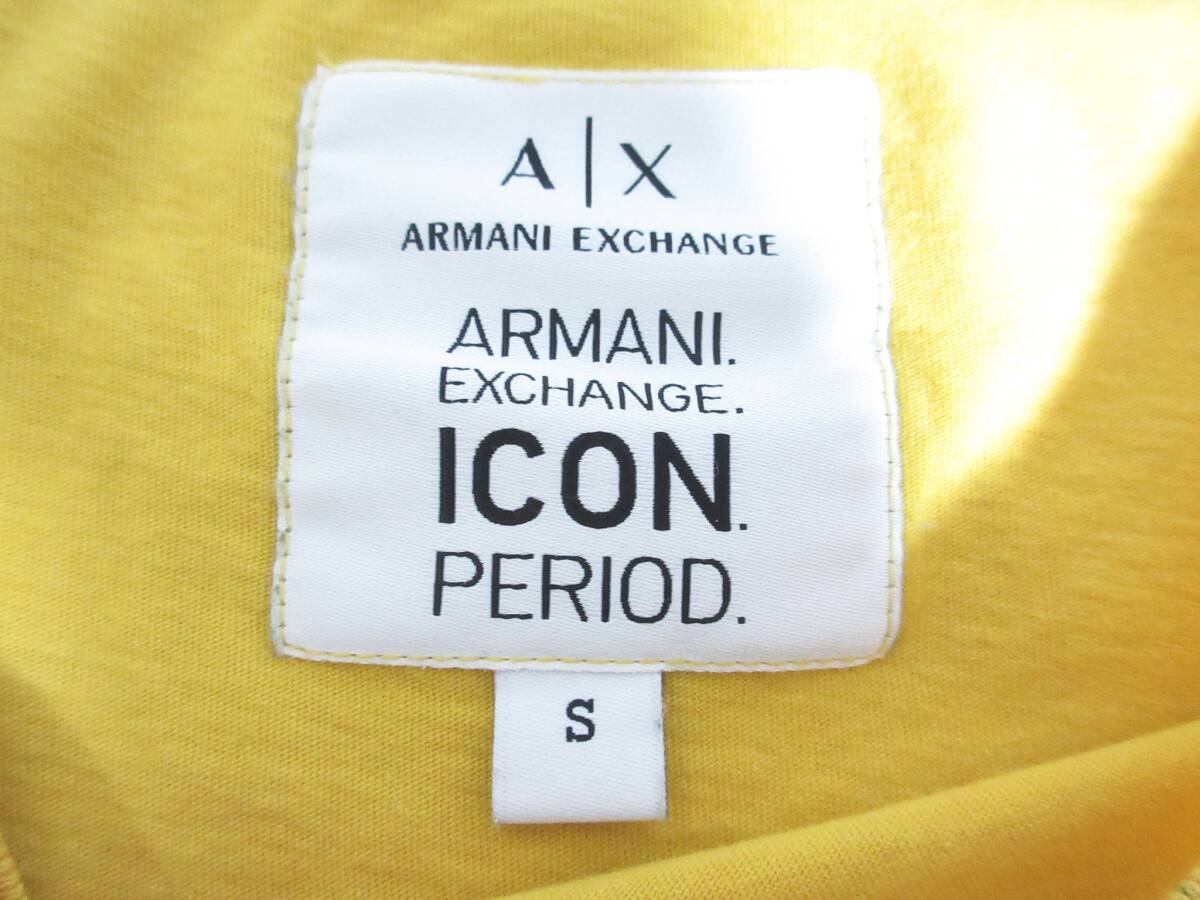 A|X
ARMANI EXCHANGE
ARMANI.
EXCHANGE.
ICON.
PERIOD.
S